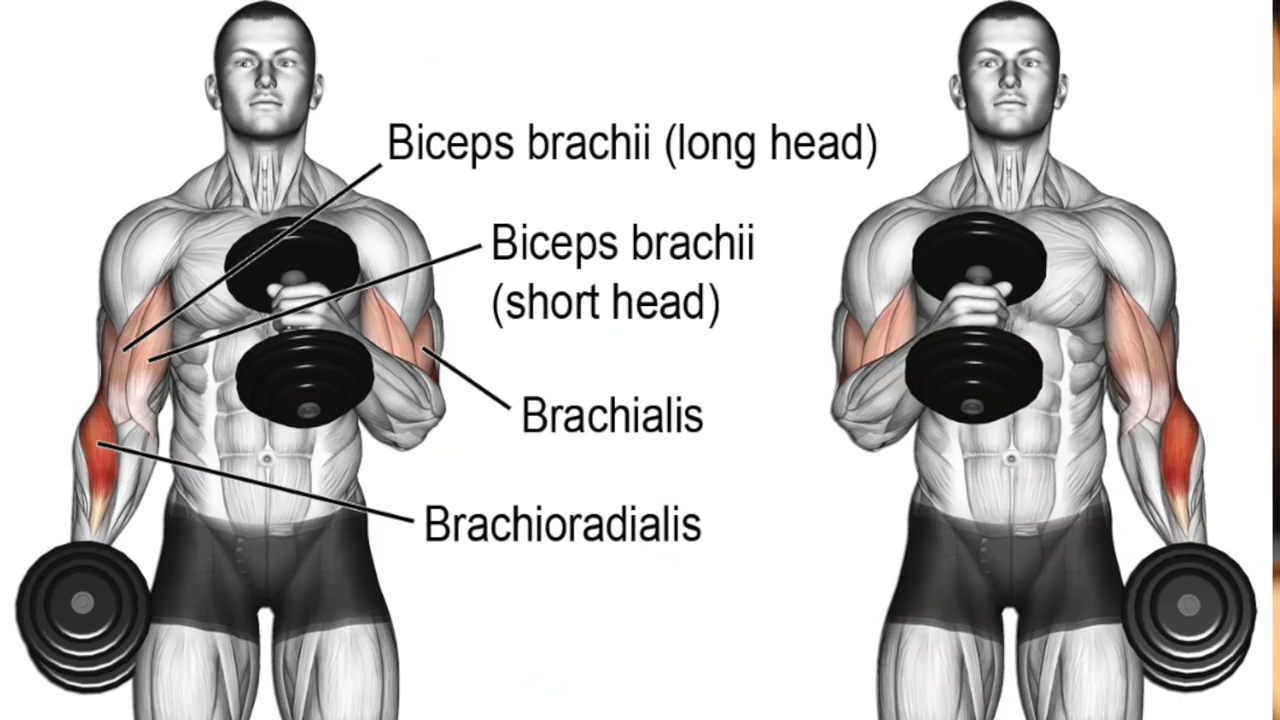 Biceps brachii (long head)
Biceps brachii
(short head)
Brachialis
Brachioradialis